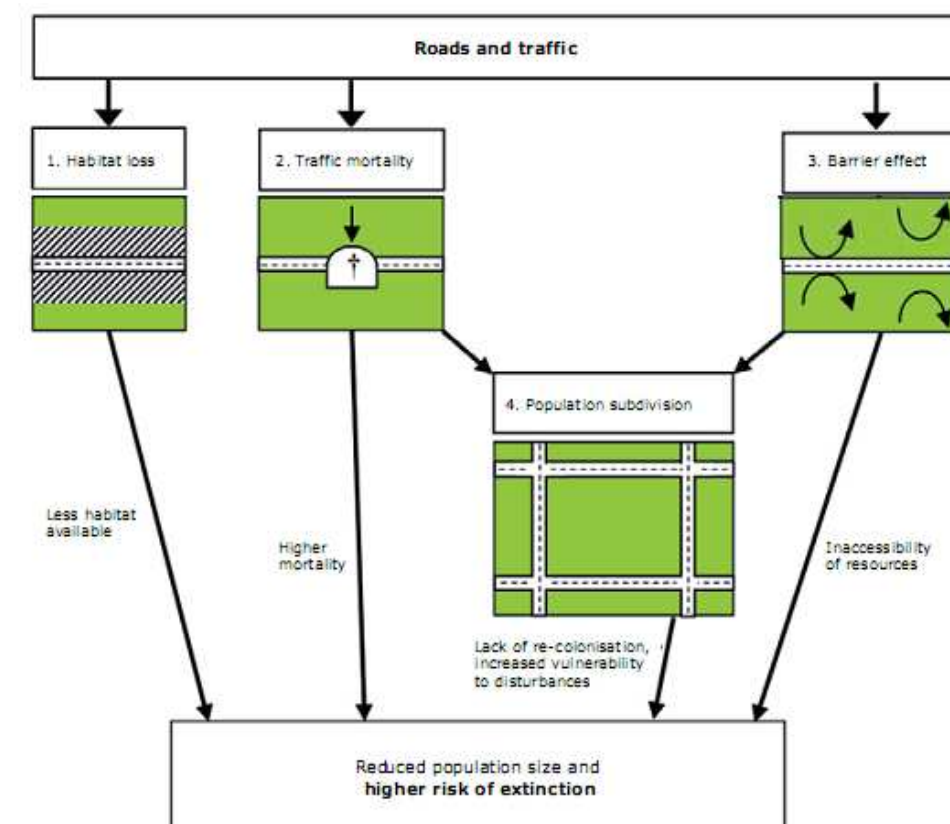 Roads and traffic
1. Habitat loss
2. Traffic mortality
3. Barrier effect
†
4. Population subdivision
Less habitat
available
Higher
mortality
Inaccessibility
of resources
Lack of re-colonisation,
increased vulnerability
to disturbances
Reduced population size and
higher risk of extinction